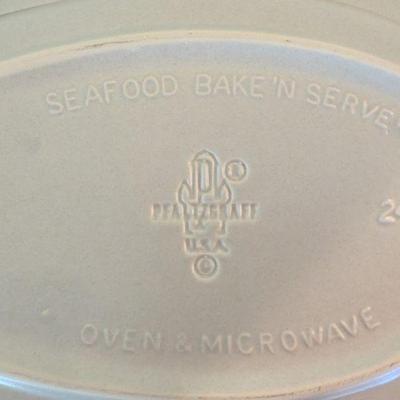 SEAFOOD BAKE'N SERVE
P ®
PFALTZGRAFF
U.S.A.
©
OVEN & MICROWAVE